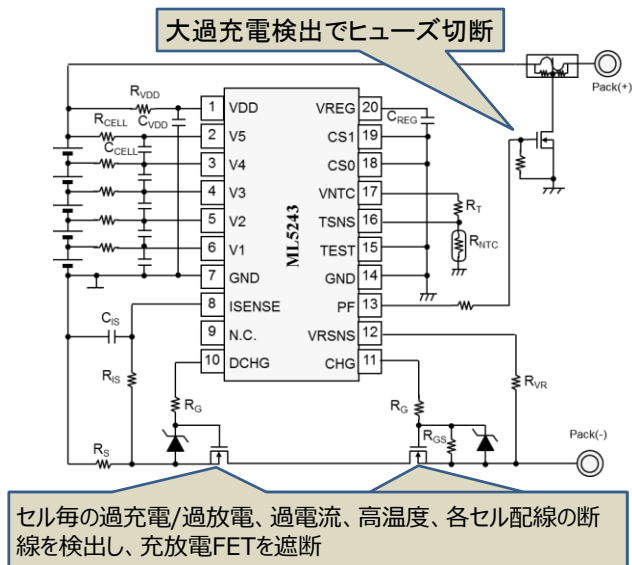 大過充電検出でヒューズ切断
Pack(+)
RVDD
CVDD
RCELL
CCELL
1 VDD
2 V5
3 V4
4 V3
5 V2
6 V1
7 GND
8 ISENSE
9 N.C.
10 DCHG
ML5243
VREG 20
CS1 19
CS0 18
VNTC 17
TSNS 16
TEST 15
GND 14
PF 13
VRSNS 12
CHG 11
CREG
RT
RNTC
CIS
RIS
RG
RG
RGS
RVR
RS
Pack(-)
セル毎の過充電/過放電、過電流、高温度、各セル配線の断
線を検出し、充放電FETを遮断